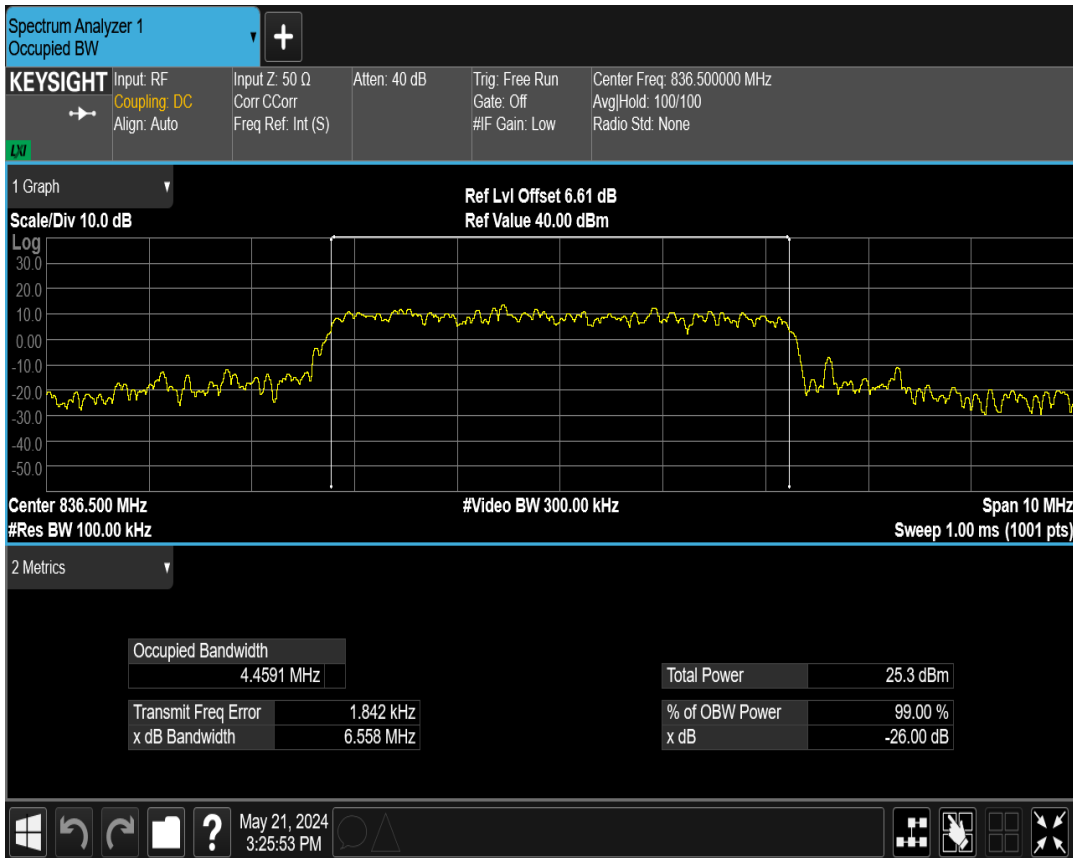 Spectrum Analyzer 1
Occupied BW
+
KEYSIGHT
LXI
Input: RF
Coupling: DC
Align: Auto
Input Z: 50 Ω
Corr CCorr
Freq Ref: Int (S)
Atten: 40 dB
Trig: Free Run
Gate: Off
#IF Gain: Low
Center Freq: 836.500000 MHz
Avg|Hold: 100/100
Radio Std: None
1 Graph
Ref Lvl Offset 6.61 dB
Scale/Div 10.0 dB
Ref Value 40.00 dBm
Log
30.0
20.0
10.0
0.00
-10.0
-20.0
-30.0
-40.0
-50.0
Center 836.500 MHz
#Video BW 300.00 kHz
Span 10 MHz
#Res BW 100.00 kHz
Sweep 1.00 ms (1001 pts)
2 Metrics
Occupied Bandwidth
4.4591 MHz
Total Power 25.3 dBm
Transmit Freq Error 1.842 kHz
% of OBW Power 99.00 %
x dB Bandwidth 6.558 MHz
x dB -26.00 dB
?
May 21, 2024
3:25:53 PM